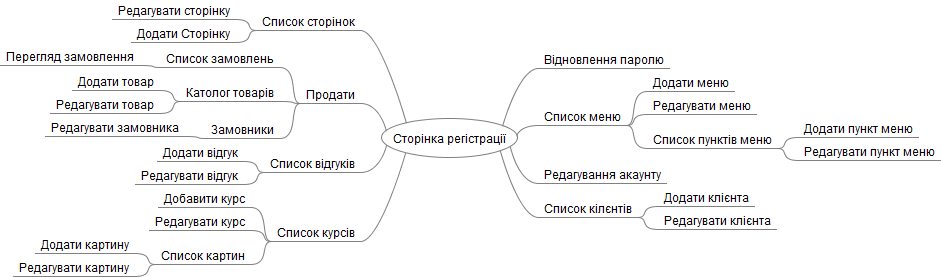 Редагувати сторінку
Додати Сторінку
Список сторінок
Перегляд замовлення
Список замовлень
Додати товар
Редагувати товар
Католог товарів
Продати
Редагувати замовника
Замовники
Додати відгук
Редагувати відгук
Список відгуків
Добавити курс
Редагувати курс
Список курсів
Додати картину
Редагувати картину
Список картин
Сторінка регістрації
Відновлення паролю
Список меню
Додати меню
Редагувати меню
Список пунктів меню
Додати пункт меню
Редагувати пункт меню
Редагування акаунту
Список кілєнтів
Додати клієнта
Редагувати клієнта